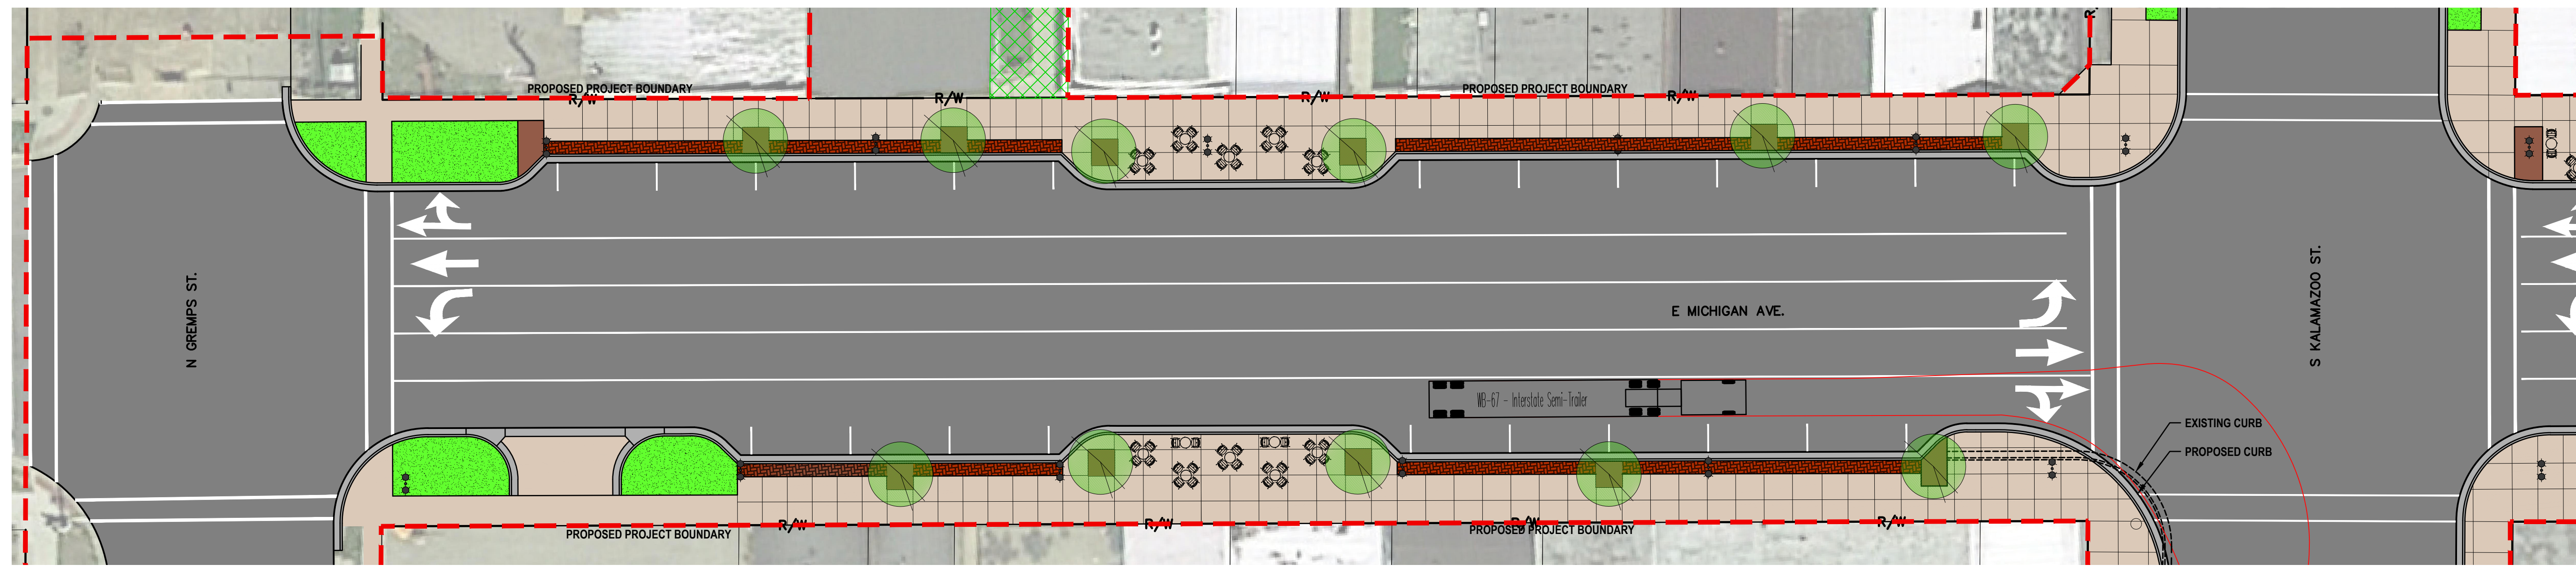 R.
PROPOSED PROJECT BOUNDARY
R/W
R/W
R/W
PROPOSED PROJECT BOUNDARY
R/W
N GREMPS ST.
E MICHIGAN AVE.
S KALAMAZOO ST.
WB-67 - Interstate Semi-Trailer
EXISTING CURB
PROPOSED CURB
R/W
R/W
R/W
R/W
PROPOSED PROJECT BOUNDARY
PROPOSED PROJECT BOUNDARY